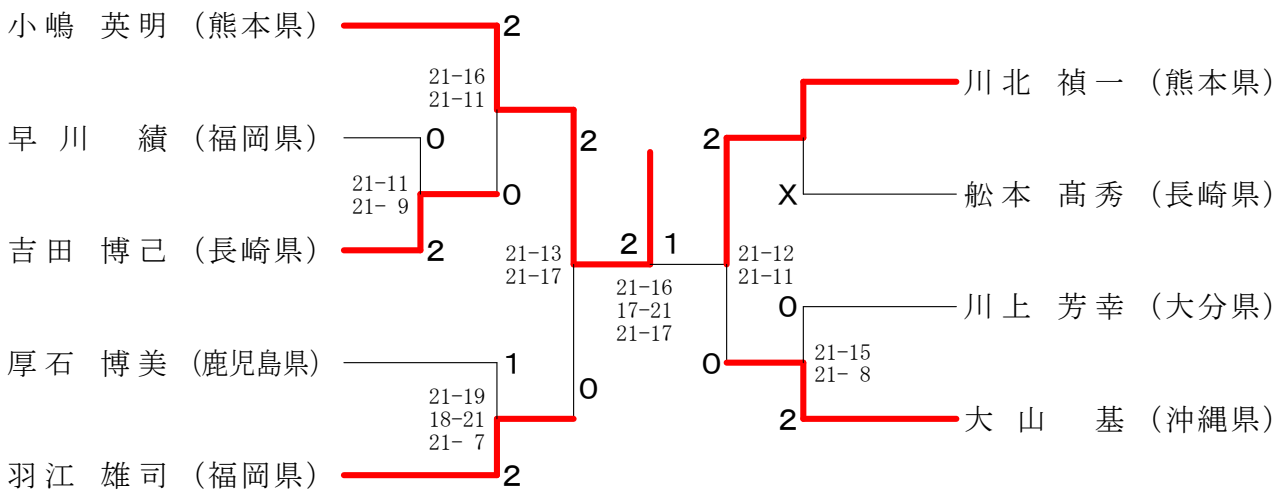 小嶋 英明 (熊本県)
2
21-16
21-11
早川 績 (福岡県)
0
21-11
21- 9
0
吉田 博己 (長崎県)
2
2
21-13
21-17
厚石 博美 (鹿児島県)
1
21-19
18-21
21- 7
0
羽江 雄司 (福岡県)
2
2 1
21-16
17-21
21-17
川北 禎一 (熊本県)
2
X
舩本 髙秀 (長崎県)
21-12
21-11
0
川上 芳幸 (大分県)
21-15
21- 8
0
2
大山 基 (沖縄県)